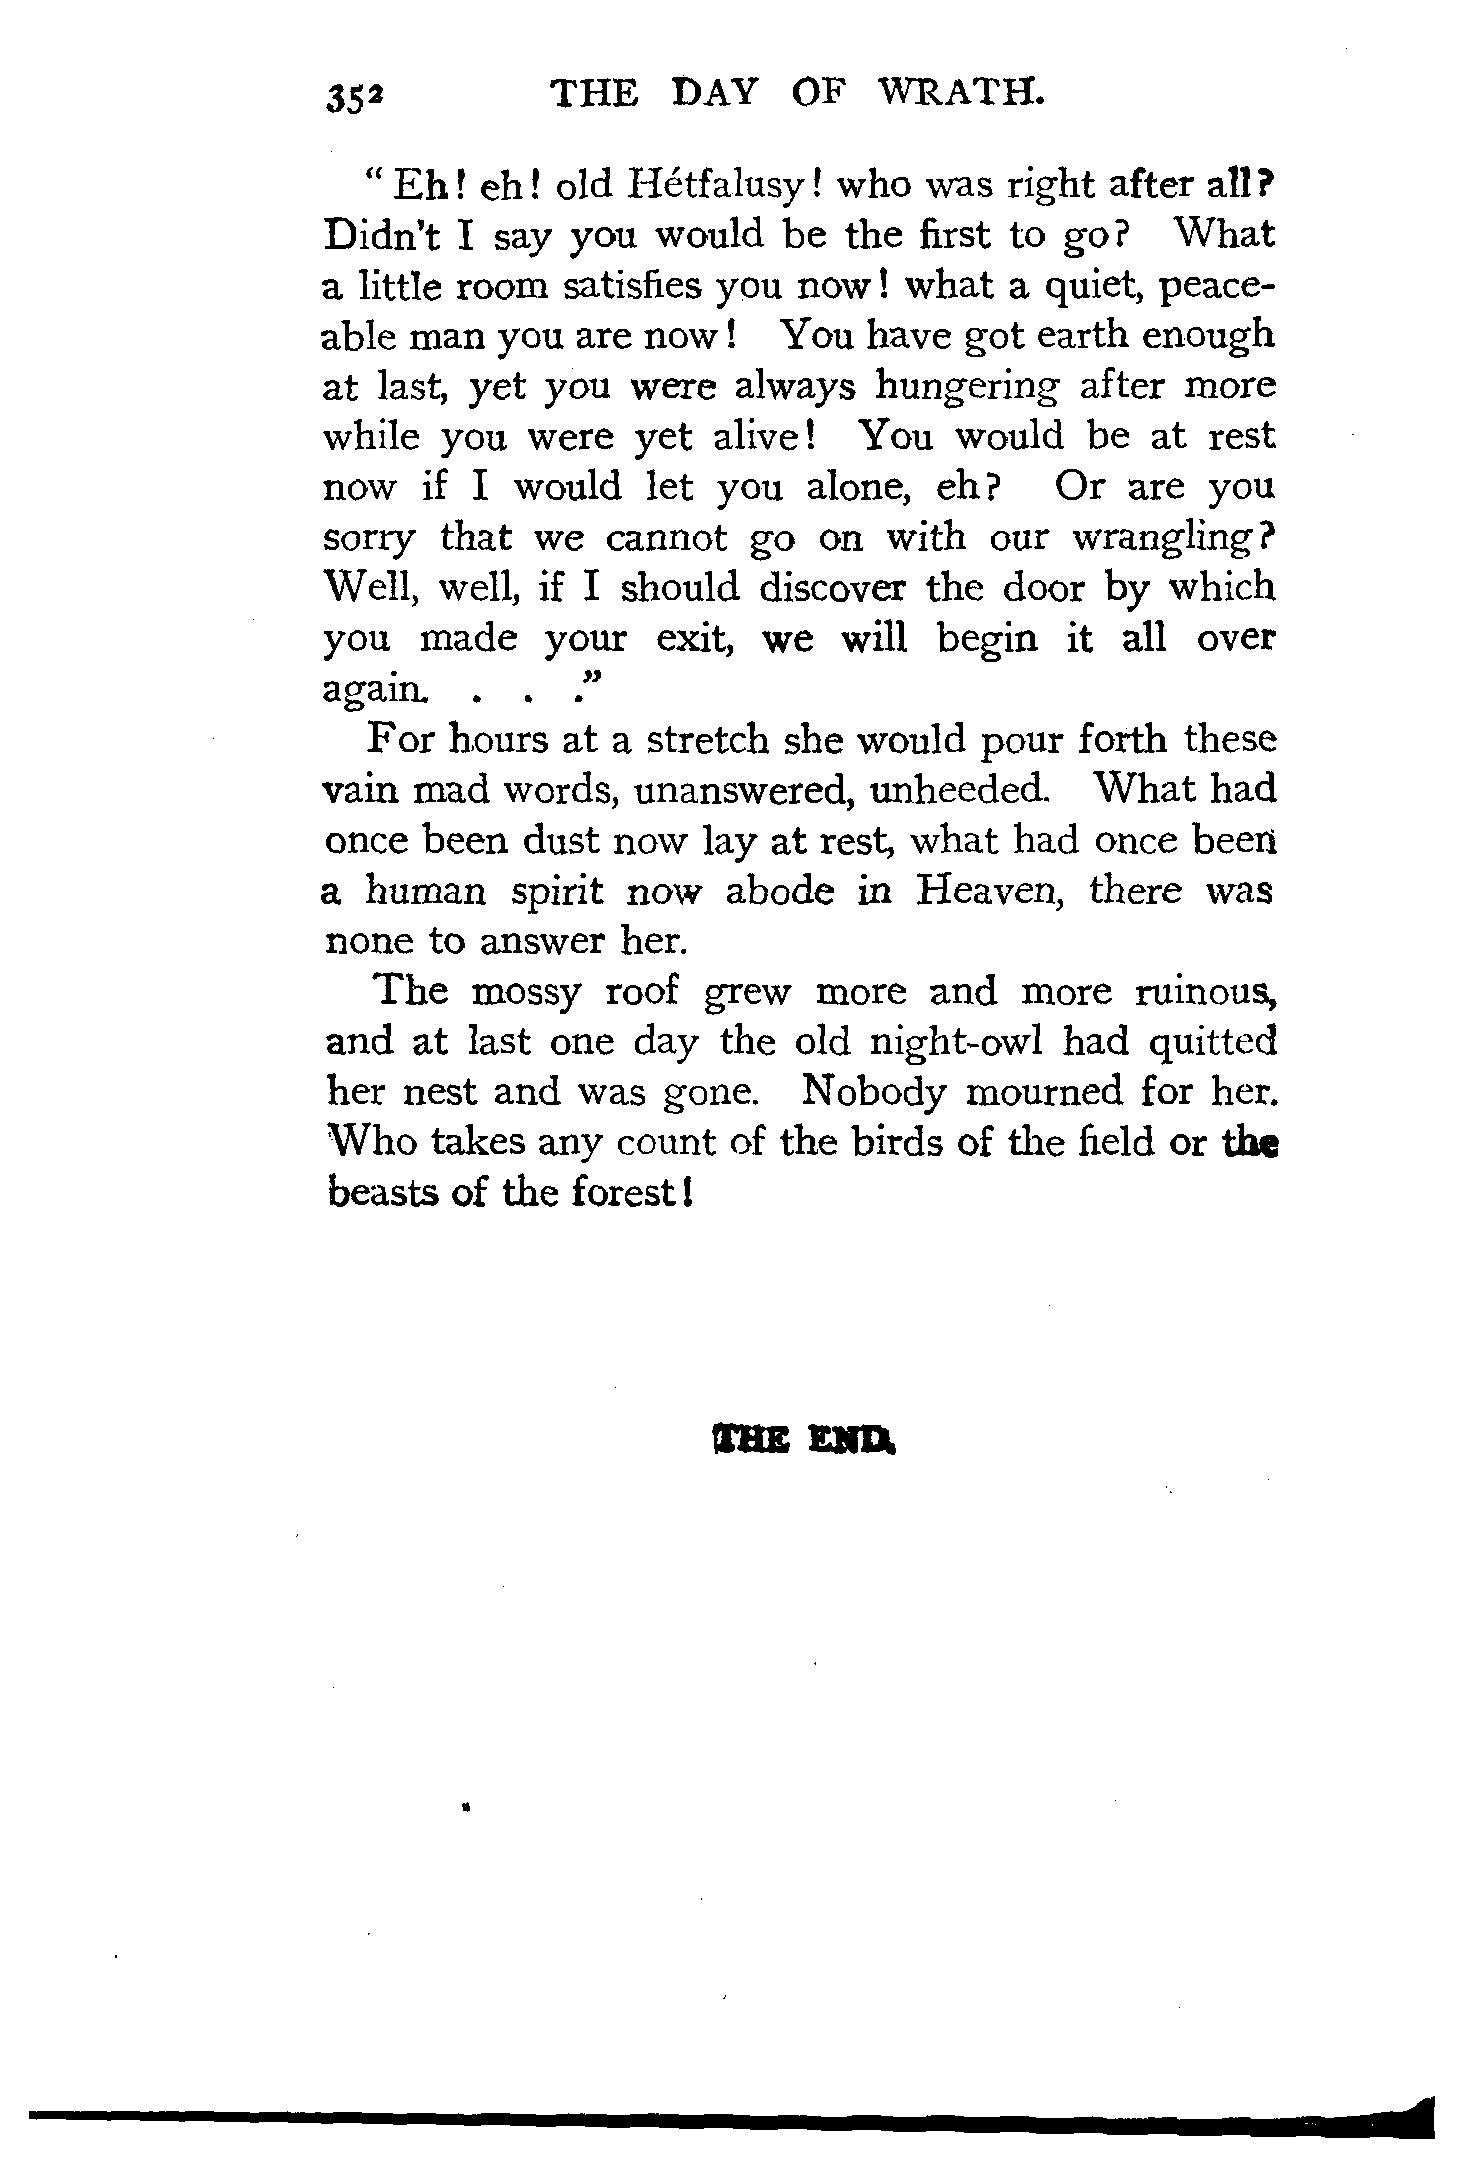 352 THE DAY OF WRATH.
“ Eh! eh! old Hétfalusy! who was right after all?
Didn't I say you would be the first to go? What
a little room satisfies you now! what a quiet, peace-
able man you are now! You have got earth enough
at last, yet you were always hungering after more
while you were yet alive! You would be at rest
now if I would let you alone, eh? Or are you
sorry that we cannot go on with our wrangling?
Well, well, if I should discover the door by which
you made your exit, we will begin it all over
again. . . .”
For hours at a stretch she would pour forth these
vain mad words, unanswered, unheeded. What had
once been dust now lay at rest, what had once been
a human spirit now abode in Heaven, there was
none to answer her.
The mossy roof grew more and more ruinous,
and at last one day the old night-owl had quitted
her nest and was gone. Nobody mourned for her.
Who takes any count of the birds of the field or the
beasts of the forest!
THE END.